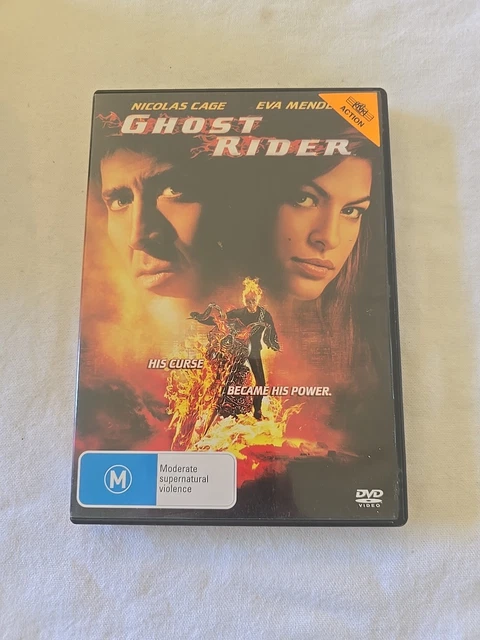 NICOLAS CAGE EVA MENDE
ACTION
GHOST
RIDER
HIS CURSE
BECAME HIS POWER.
M
Moderate
supernatural
violence
DVD
VIDEO